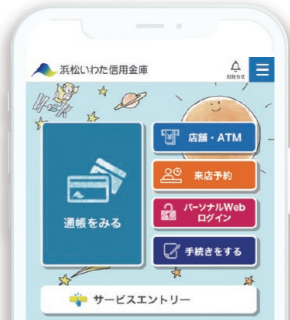 浜松いわた信用金庫
お知らせ
通帳をみる
店舗・ATM
来店予約
パーソナルWeb
ログイン
手続きをする
サービスエントリー